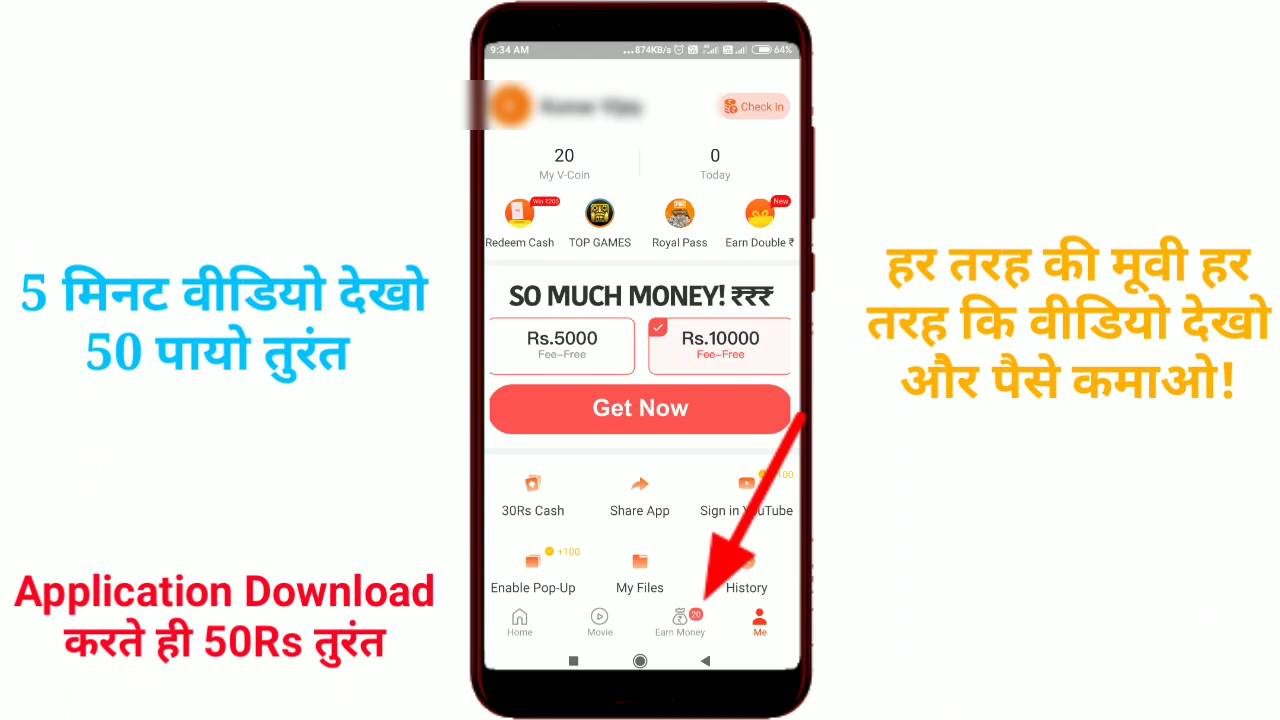 9:34 AM
...874KB/s
64%
Check In
20
My V-Coin
0
Today
Win ₹200
New
Redeem Cash
TOP GAMES
Royal Pass
Earn Double ₹
SO MUCH MONEY! ₹₹₹
Rs.5000
Fee-Free
Rs.10000
Fee-Free
Get Now
30Rs Cash
Share App
Sign in YouTube
+100
Enable Pop-Up
My Files
History
Home
Movie
20
Earn Money
Me
5 मिनट वीडियो देखो
50 पायो तुरंत
Application Download
करते ही 50Rs तुरंत
हर तरह की मूवी हर
तरह कि वीडियो देखो
और पैसे कमाओ!